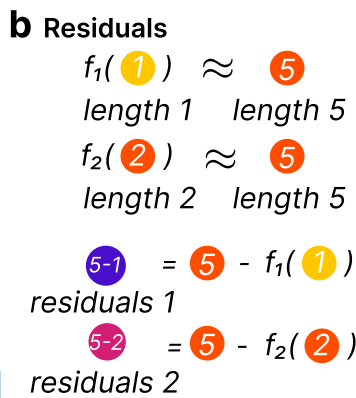 b Residuals
f₁( 1 ) ≈ 5
length 1 length 5
f₂( 2 ) ≈ 5
length 2 length 5
5-1 = 5 - f₁( 1 )
residuals 1
5-2 = 5 - f₂( 2 )
residuals 2